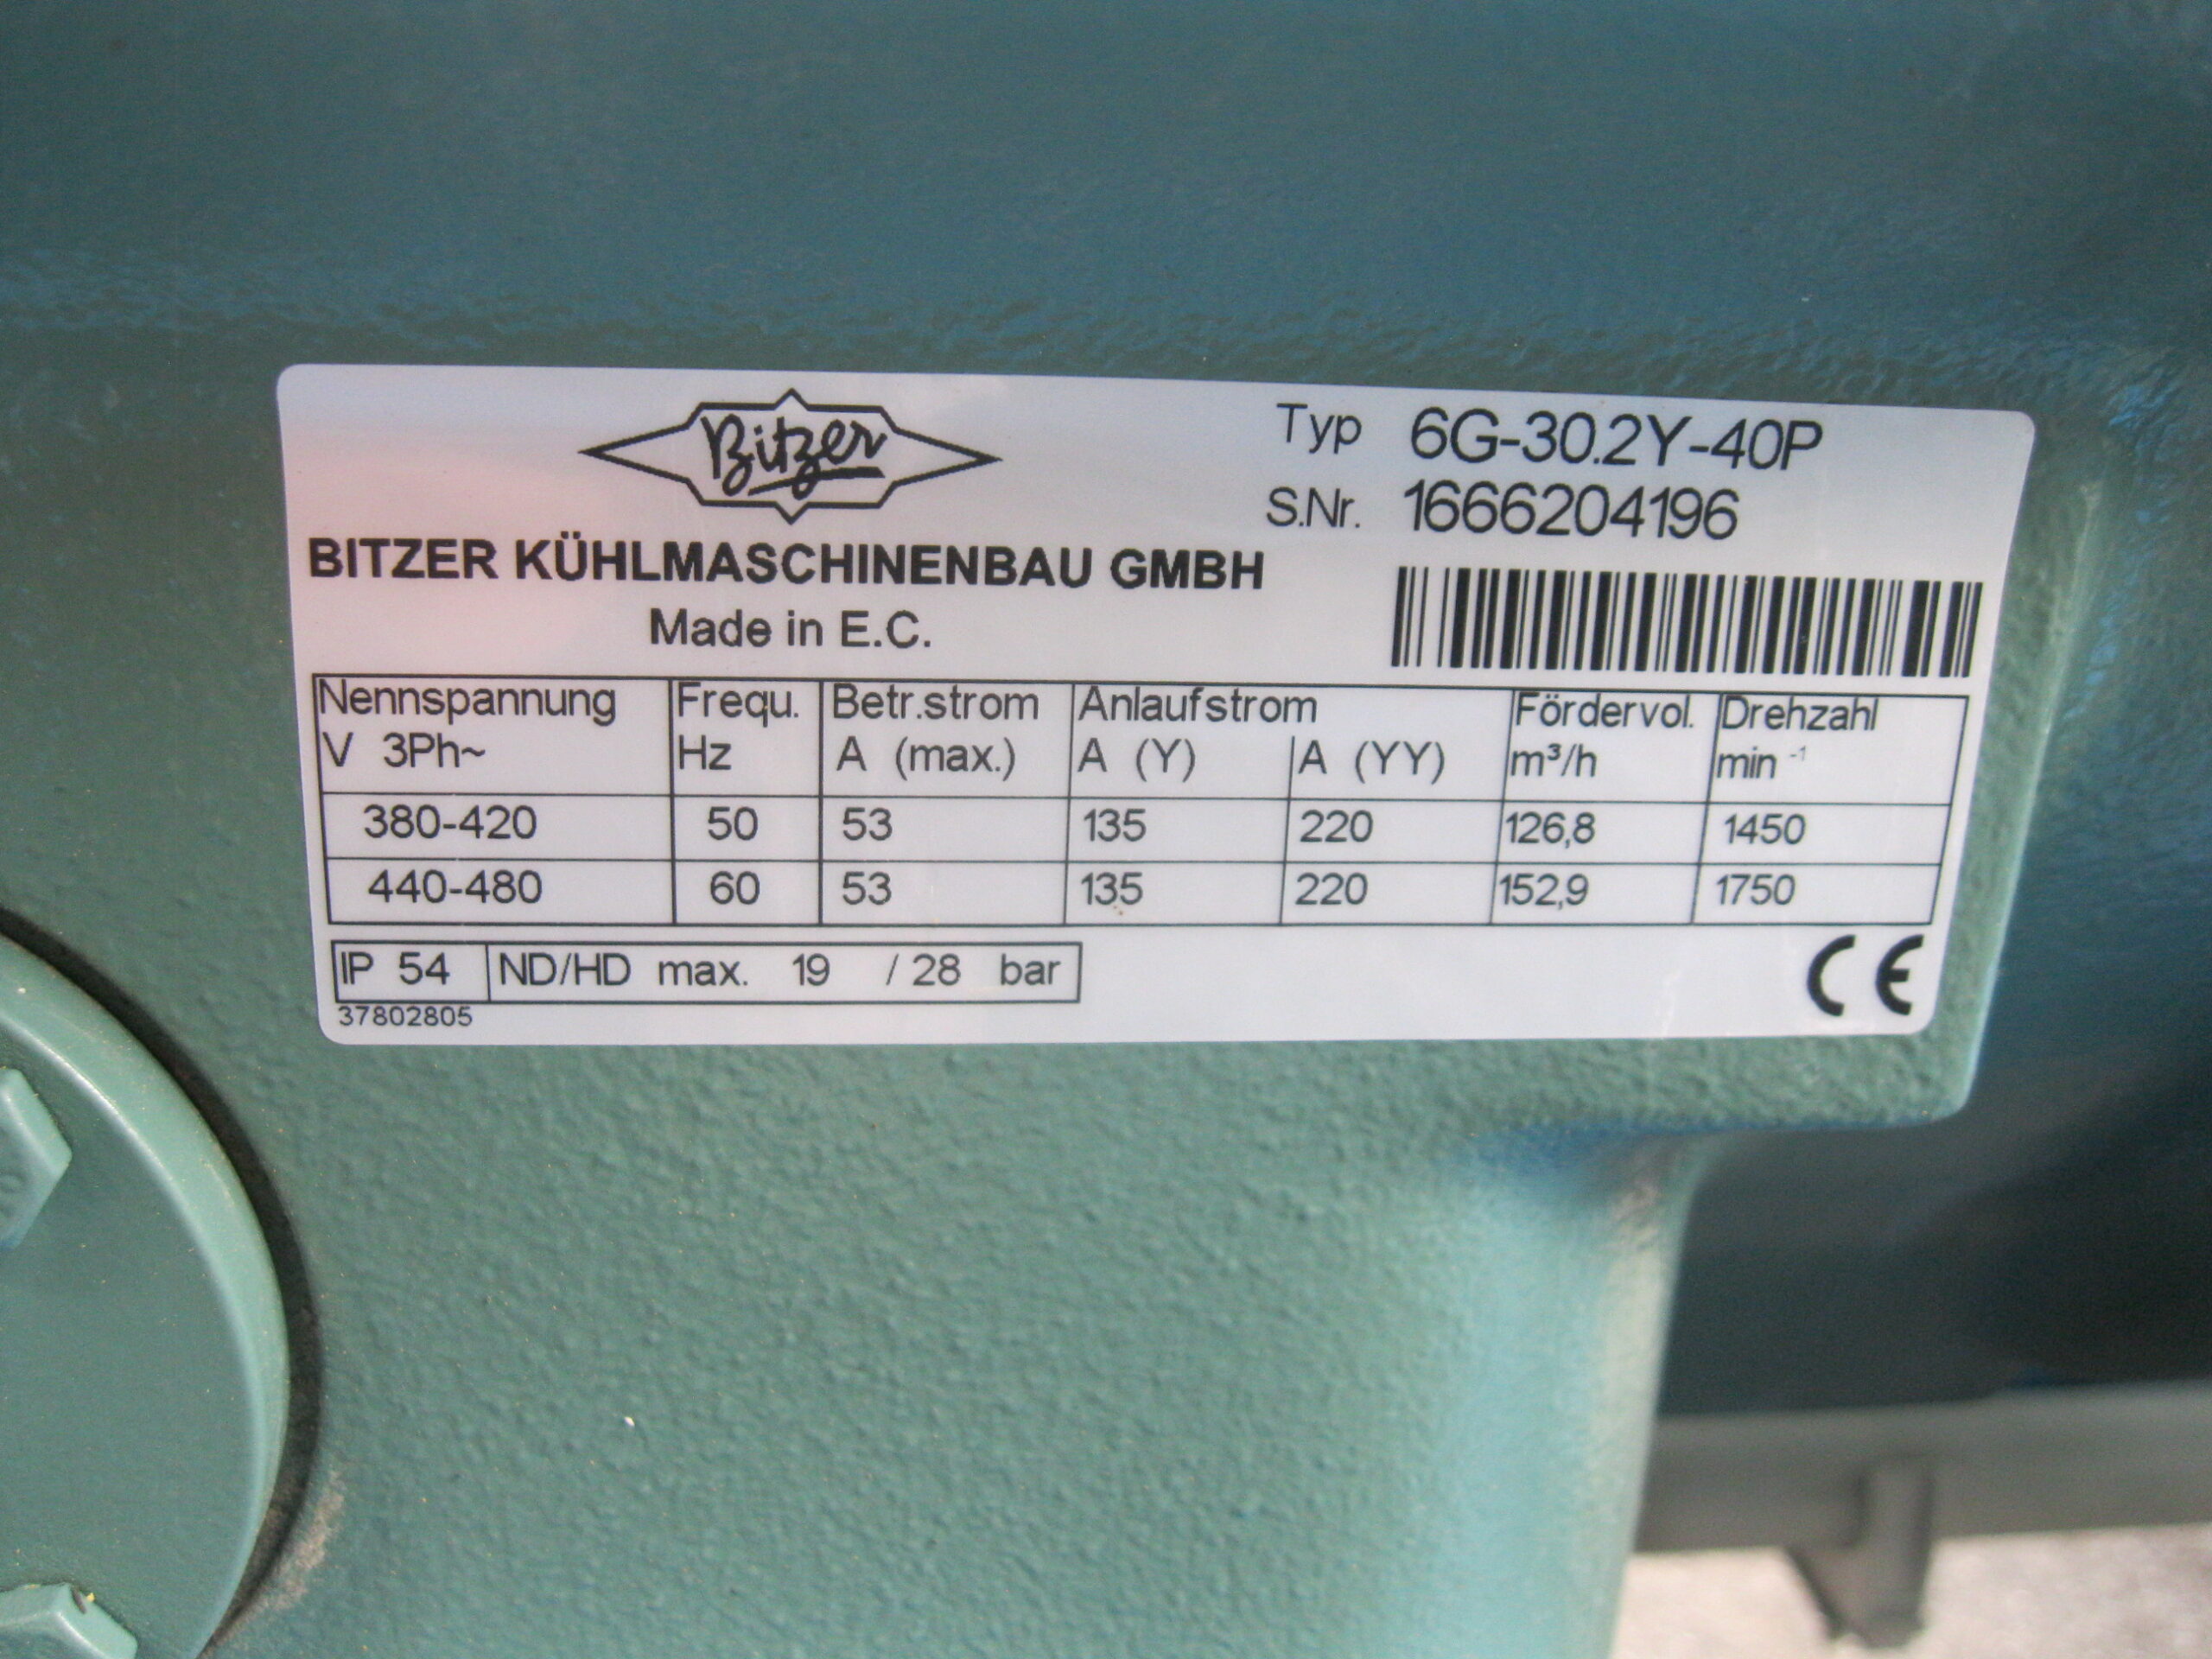 Bitzer
BITZER KÜHLMASCHINENBAU GMBH
Made in E.C.
Typ 6G-30.2Y-40P
S.Nr. 1666204196
Nennspannung Frequ. Betr.strom Anlaufstrom Fördervol. Drehzahl
V 3Ph~ Hz A (max.) A (Y) A (YY) m³/h min ⁻¹
380-420 50 53 135 220 126,8 1450
440-480 60 53 135 220 152,9 1750
IP 54 ND/HD max. 19 / 28 bar
37802805
CE